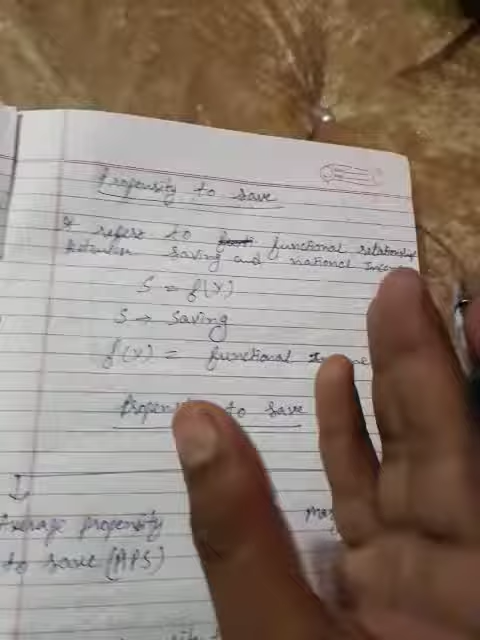 Propensity to save
It refers to functional relationship
between saving and national Income
S = f(Y)
S → Saving
f(Y) = functional
to save
Average propensity
to save (APS)